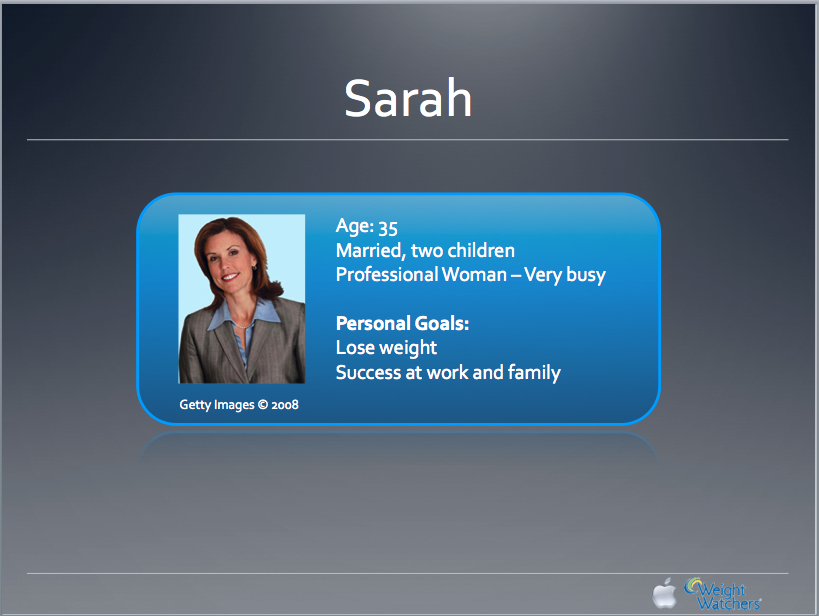 Sarah
Age: 35
Married, two children
Professional Woman – Very busy
Personal Goals:
Lose weight
Success at work and family
Getty Images © 2008
Weight
Watchers